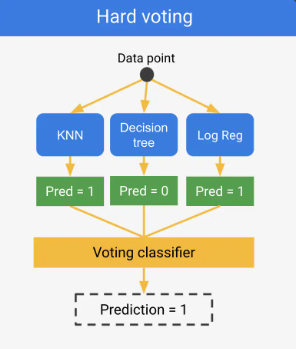 Hard voting
Data point
KNN
Decision
tree
Log Reg
Pred = 1
Pred = 0
Pred = 1
Voting classifier
Prediction = 1